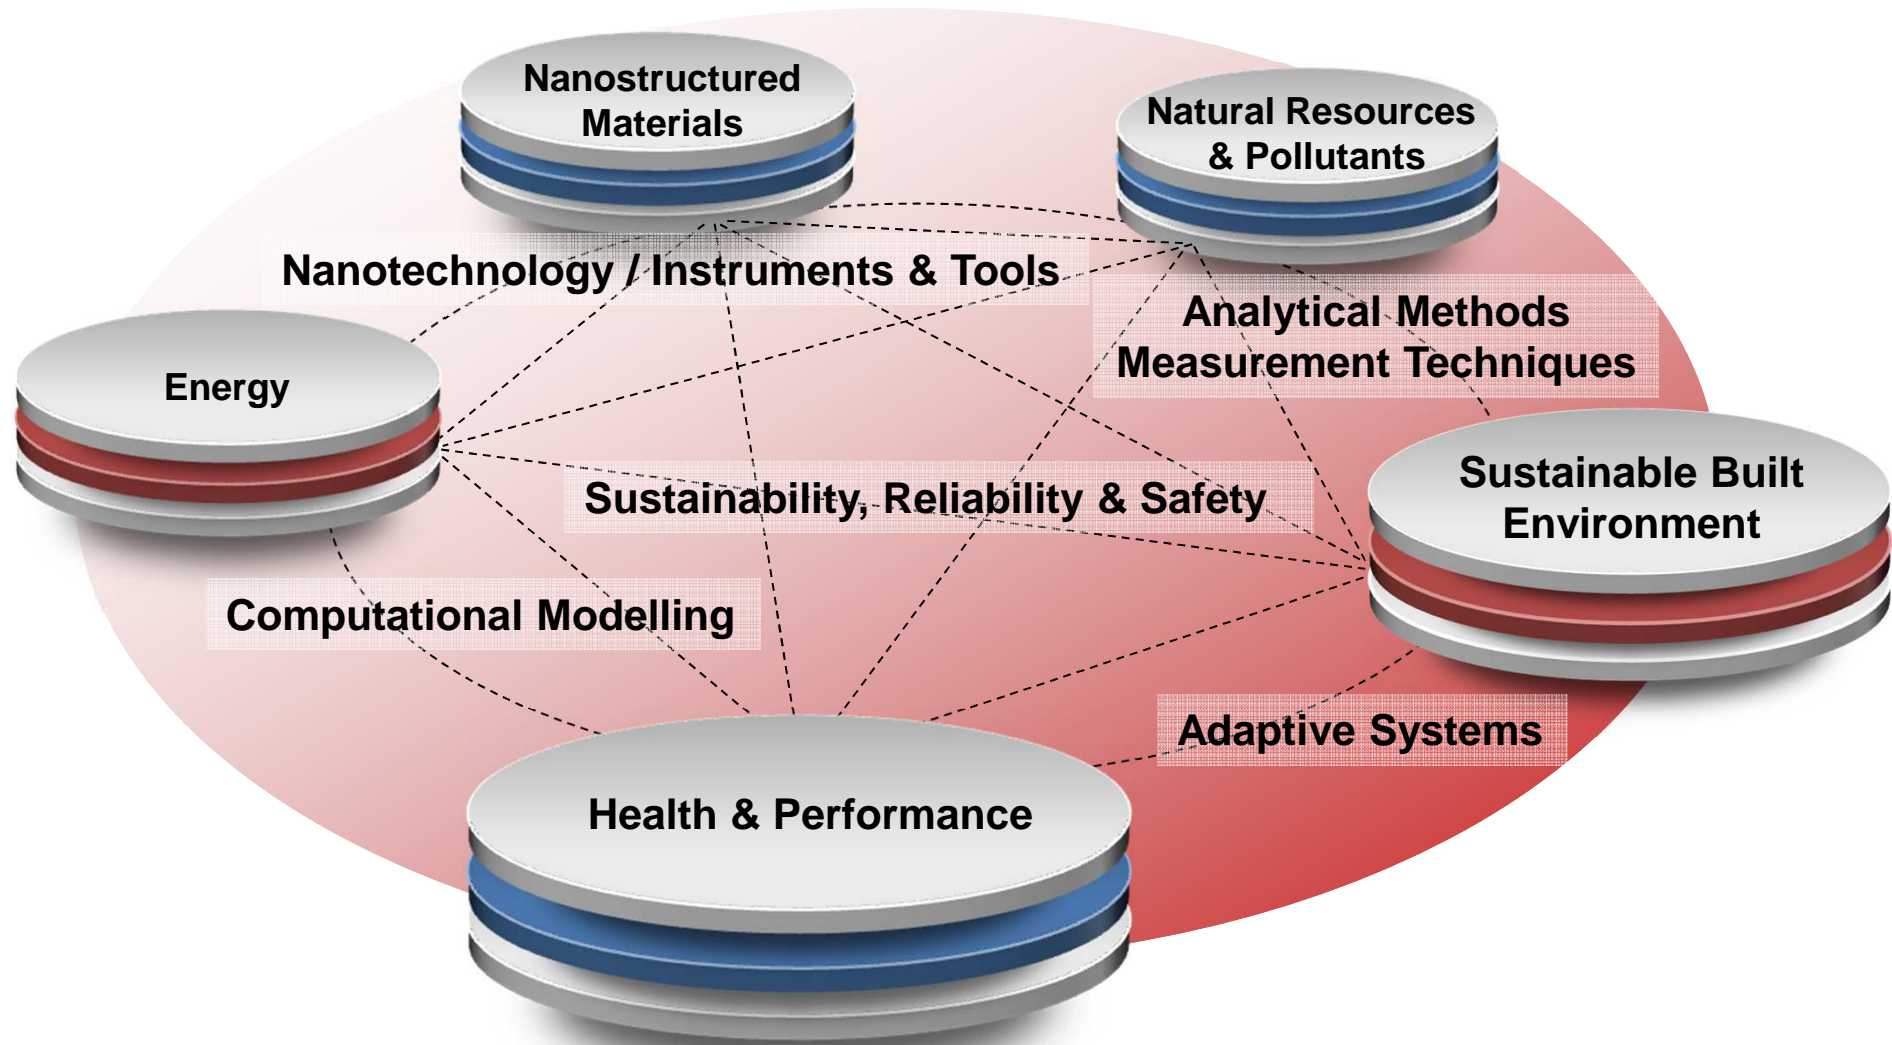 Nanostructured
Materials
Natural Resources
& Pollutants
Nanotechnology / Instruments & Tools
Analytical Methods
Measurement Techniques
Energy
Sustainable Built
Environment
Sustainability, Reliability & Safety
Computational Modelling
Adaptive Systems
Health & Performance